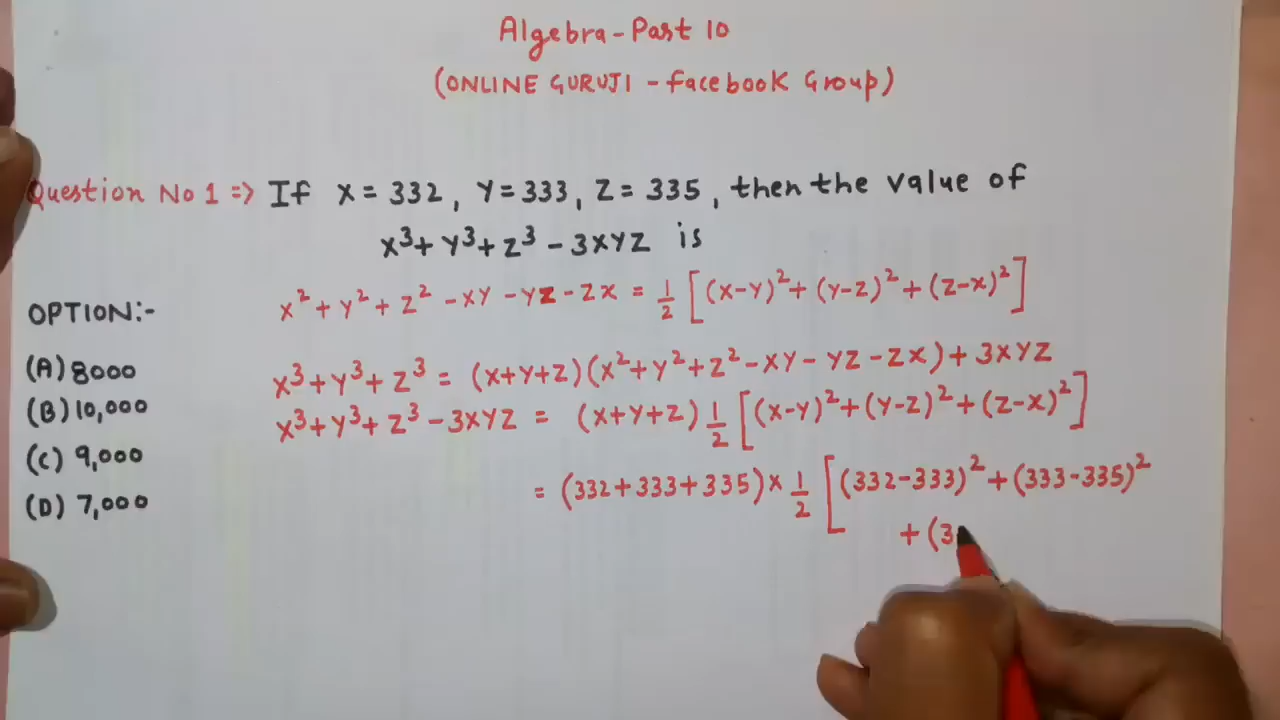 Algebra-Part 10
(ONLINE GURUJI - facebook Group)
Question No 1 => If X = 332, Y = 333, Z = 335, then the value of
x³ + y³ + z³ - 3XYZ is
x² + y² + z² - xy - yz - zx = 1/2 [(x-y)² + (y-z)² + (z-x)²]
OPTION:-
(A) 8000
(B) 10,000
(C) 9,000
(D) 7,000
x³ + y³ + z³ = (x+y+z)(x² + y² + z² - xy - yz - zx) + 3xyz
x³ + y³ + z³ - 3xyz = (x+y+z) 1/2 [(x-y)² + (y-z)² + (z-x)²]
= (332+333+335) × 1/2 [(332-333)² + (333-335)²
+ (3